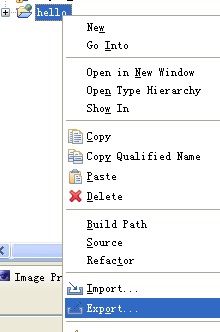 hello
New
Go Into
Open in New Window
Open Type Hierarchy
Show In
Copy
Copy Qualified Name
Paste
Delete
Build Path
Source
Refactor
Import...
Image Pr
Export...